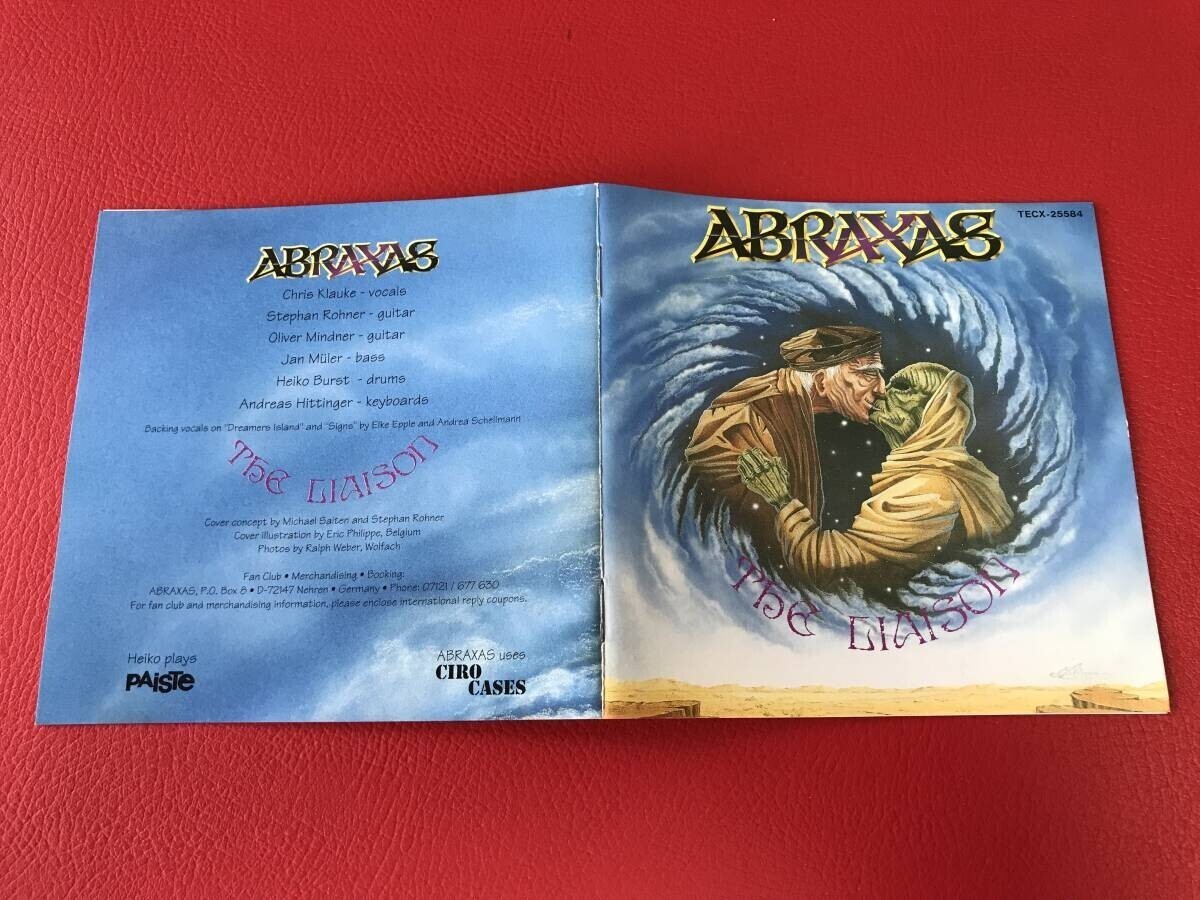 ABRAXAS
Chris Klauke - vocals
Stephan Rohner - guitar
Oliver Mindner - guitar
Jan Müler - bass
Heiko Burst - drums
Andreas Hittinger - keyboards
Backing vocals on "Dreamers Island" and "Signs" by Elke Epple and Andrea Schellmann
THE LIAISON
Cover concept by Michael Saiten and Stephan Rohner
Cover illustration by Eric Philippe, Belgium
Photos by Ralph Weber, Wolfach
Fan Club • Merchandising • Booking:
ABRAXAS, P.O. Box 8 • D-72147 Nehren • Germany • Phone: 07121 / 677 630
For fan club and merchandising information, please enclose international reply coupons.
Heiko plays
PAiSTe
ABRAXAS uses
CIRO
CASES
ABRAXAS
TECX-25584
THE LIAISON